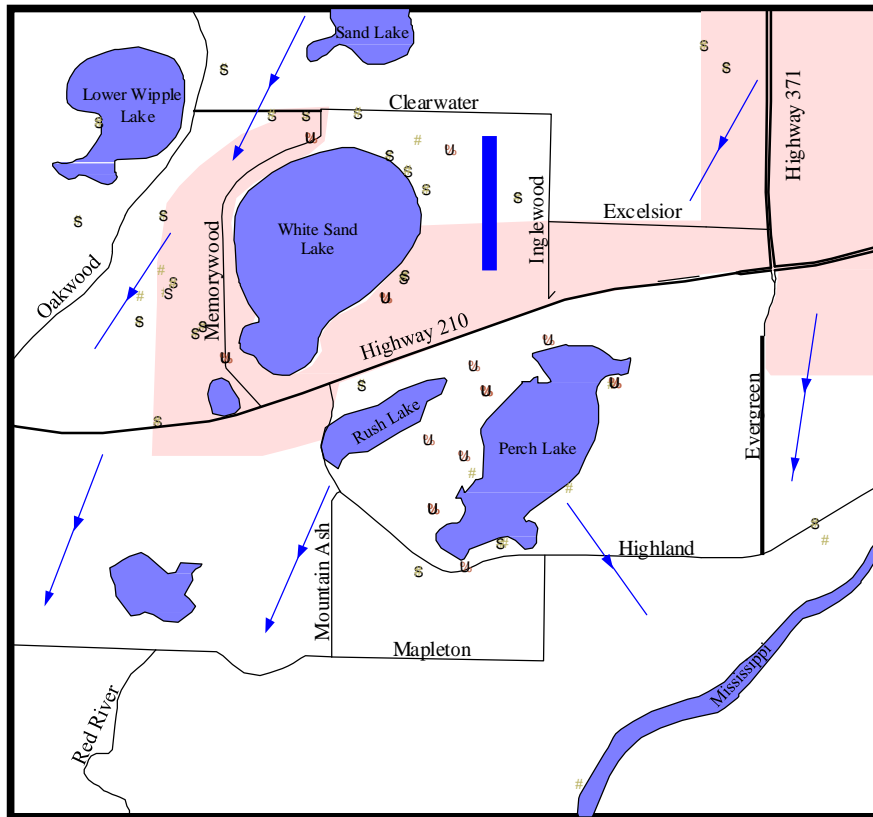 Sand Lake
Lower Wipple
Lake
Clearwater
Highway 371
White Sand
Lake
Inglewood
Excelsior
Oakwood
Memorywood
Highway 210
Rush Lake
Perch Lake
Evergreen
Mountain Ash
Highland
Mapleton
Mississippi
Red River